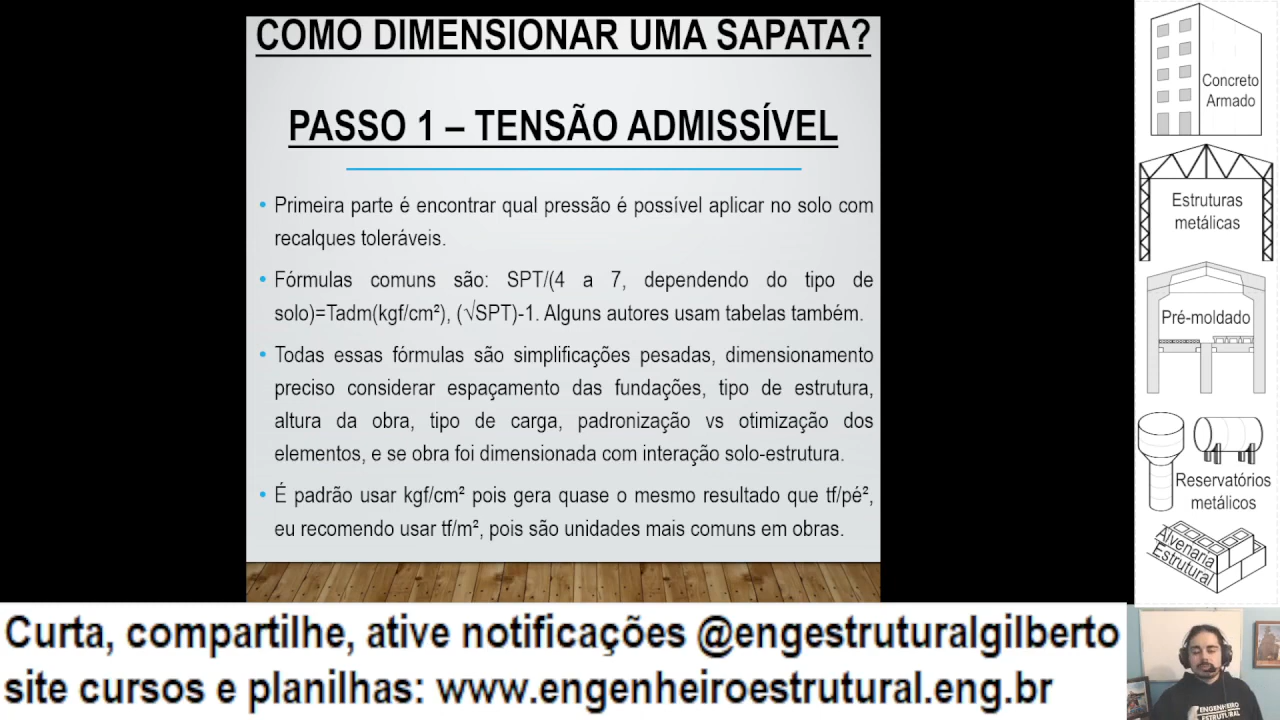 COMO DIMENSIONAR UMA SAPATA?
PASSO 1 – TENSÃO ADMISSÍVEL
• Primeira parte é encontrar qual pressão é possível aplicar no solo com
recalques toleráveis.
• Fórmulas comuns são: SPT/(4 a 7, dependendo do tipo de
solo)=Tadm(kgf/cm²), (√SPT)-1. Alguns autores usam tabelas também.
• Todas essas fórmulas são simplificações pesadas, dimensionamento
preciso considerar espaçamento das fundações, tipo de estrutura,
altura da obra, tipo de carga, padronização vs otimização dos
elementos, e se obra foi dimensionada com interação solo-estrutura.
• É padrão usar kgf/cm² pois gera quase o mesmo resultado que tf/pé²,
eu recomendo usar tf/m², pois são unidades mais comuns em obras.
Concreto
Armado
Estruturas
metálicas
Pré-moldado
Reservatórios
metálicos
Alvenaria
Estrutural
Curta, compartilhe, ative notificações @engestruturalgilberto
site cursos e planilhas: www.engenheiroestrutural.eng.br
ENGENHEIRO
ESTRUTURAL